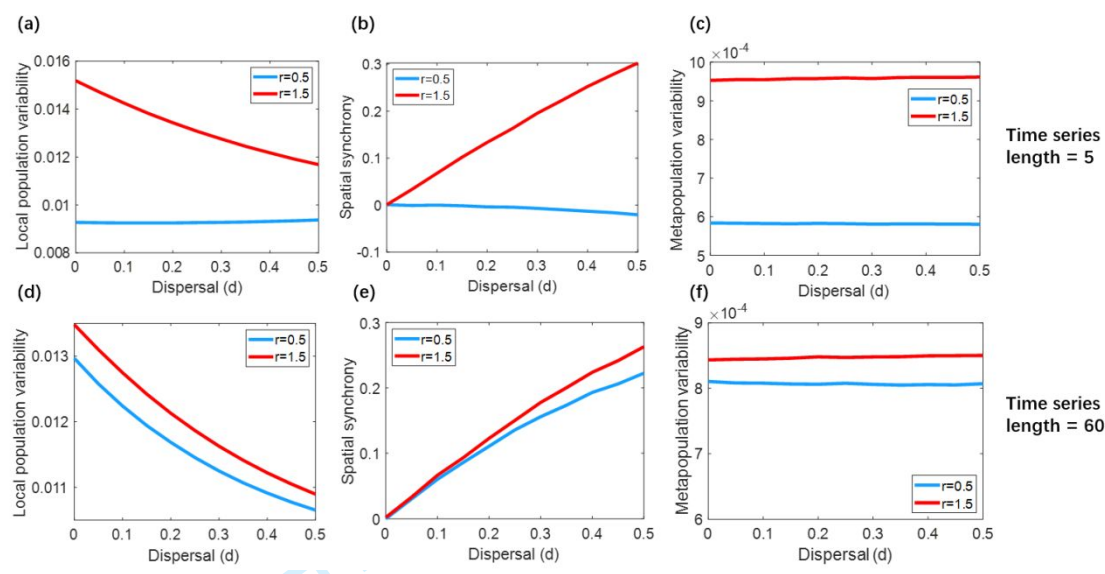 (a)
Local population variability
0.016
0.014
0.012
0.01
0.008
r=0.5
r=1.5
0 0.1 0.2 0.3 0.4 0.5
Dispersal (d)
(b)
Spatial synchrony
0.3
0.2
0.1
0
-0.1
r=0.5
r=1.5
0 0.1 0.2 0.3 0.4 0.5
Dispersal (d)
(c)
×10⁻⁴
Metapopulation variability
10
9
8
7
6
5
r=0.5
r=1.5
0 0.1 0.2 0.3 0.4 0.5
Dispersal (d)
Time series
length = 5
(d)
Local population variability
0.013
0.012
0.011
r=0.5
r=1.5
0 0.1 0.2 0.3 0.4 0.5
Dispersal (d)
(e)
Spatial synchrony
0.3
0.2
0.1
0
r=0.5
r=1.5
0 0.1 0.2 0.3 0.4 0.5
Dispersal (d)
(f)
×10⁻⁴
Metapopulation variability
9
8
7
6
r=0.5
r=1.5
0 0.1 0.2 0.3 0.4 0.5
Dispersal (d)
Time series
length = 60